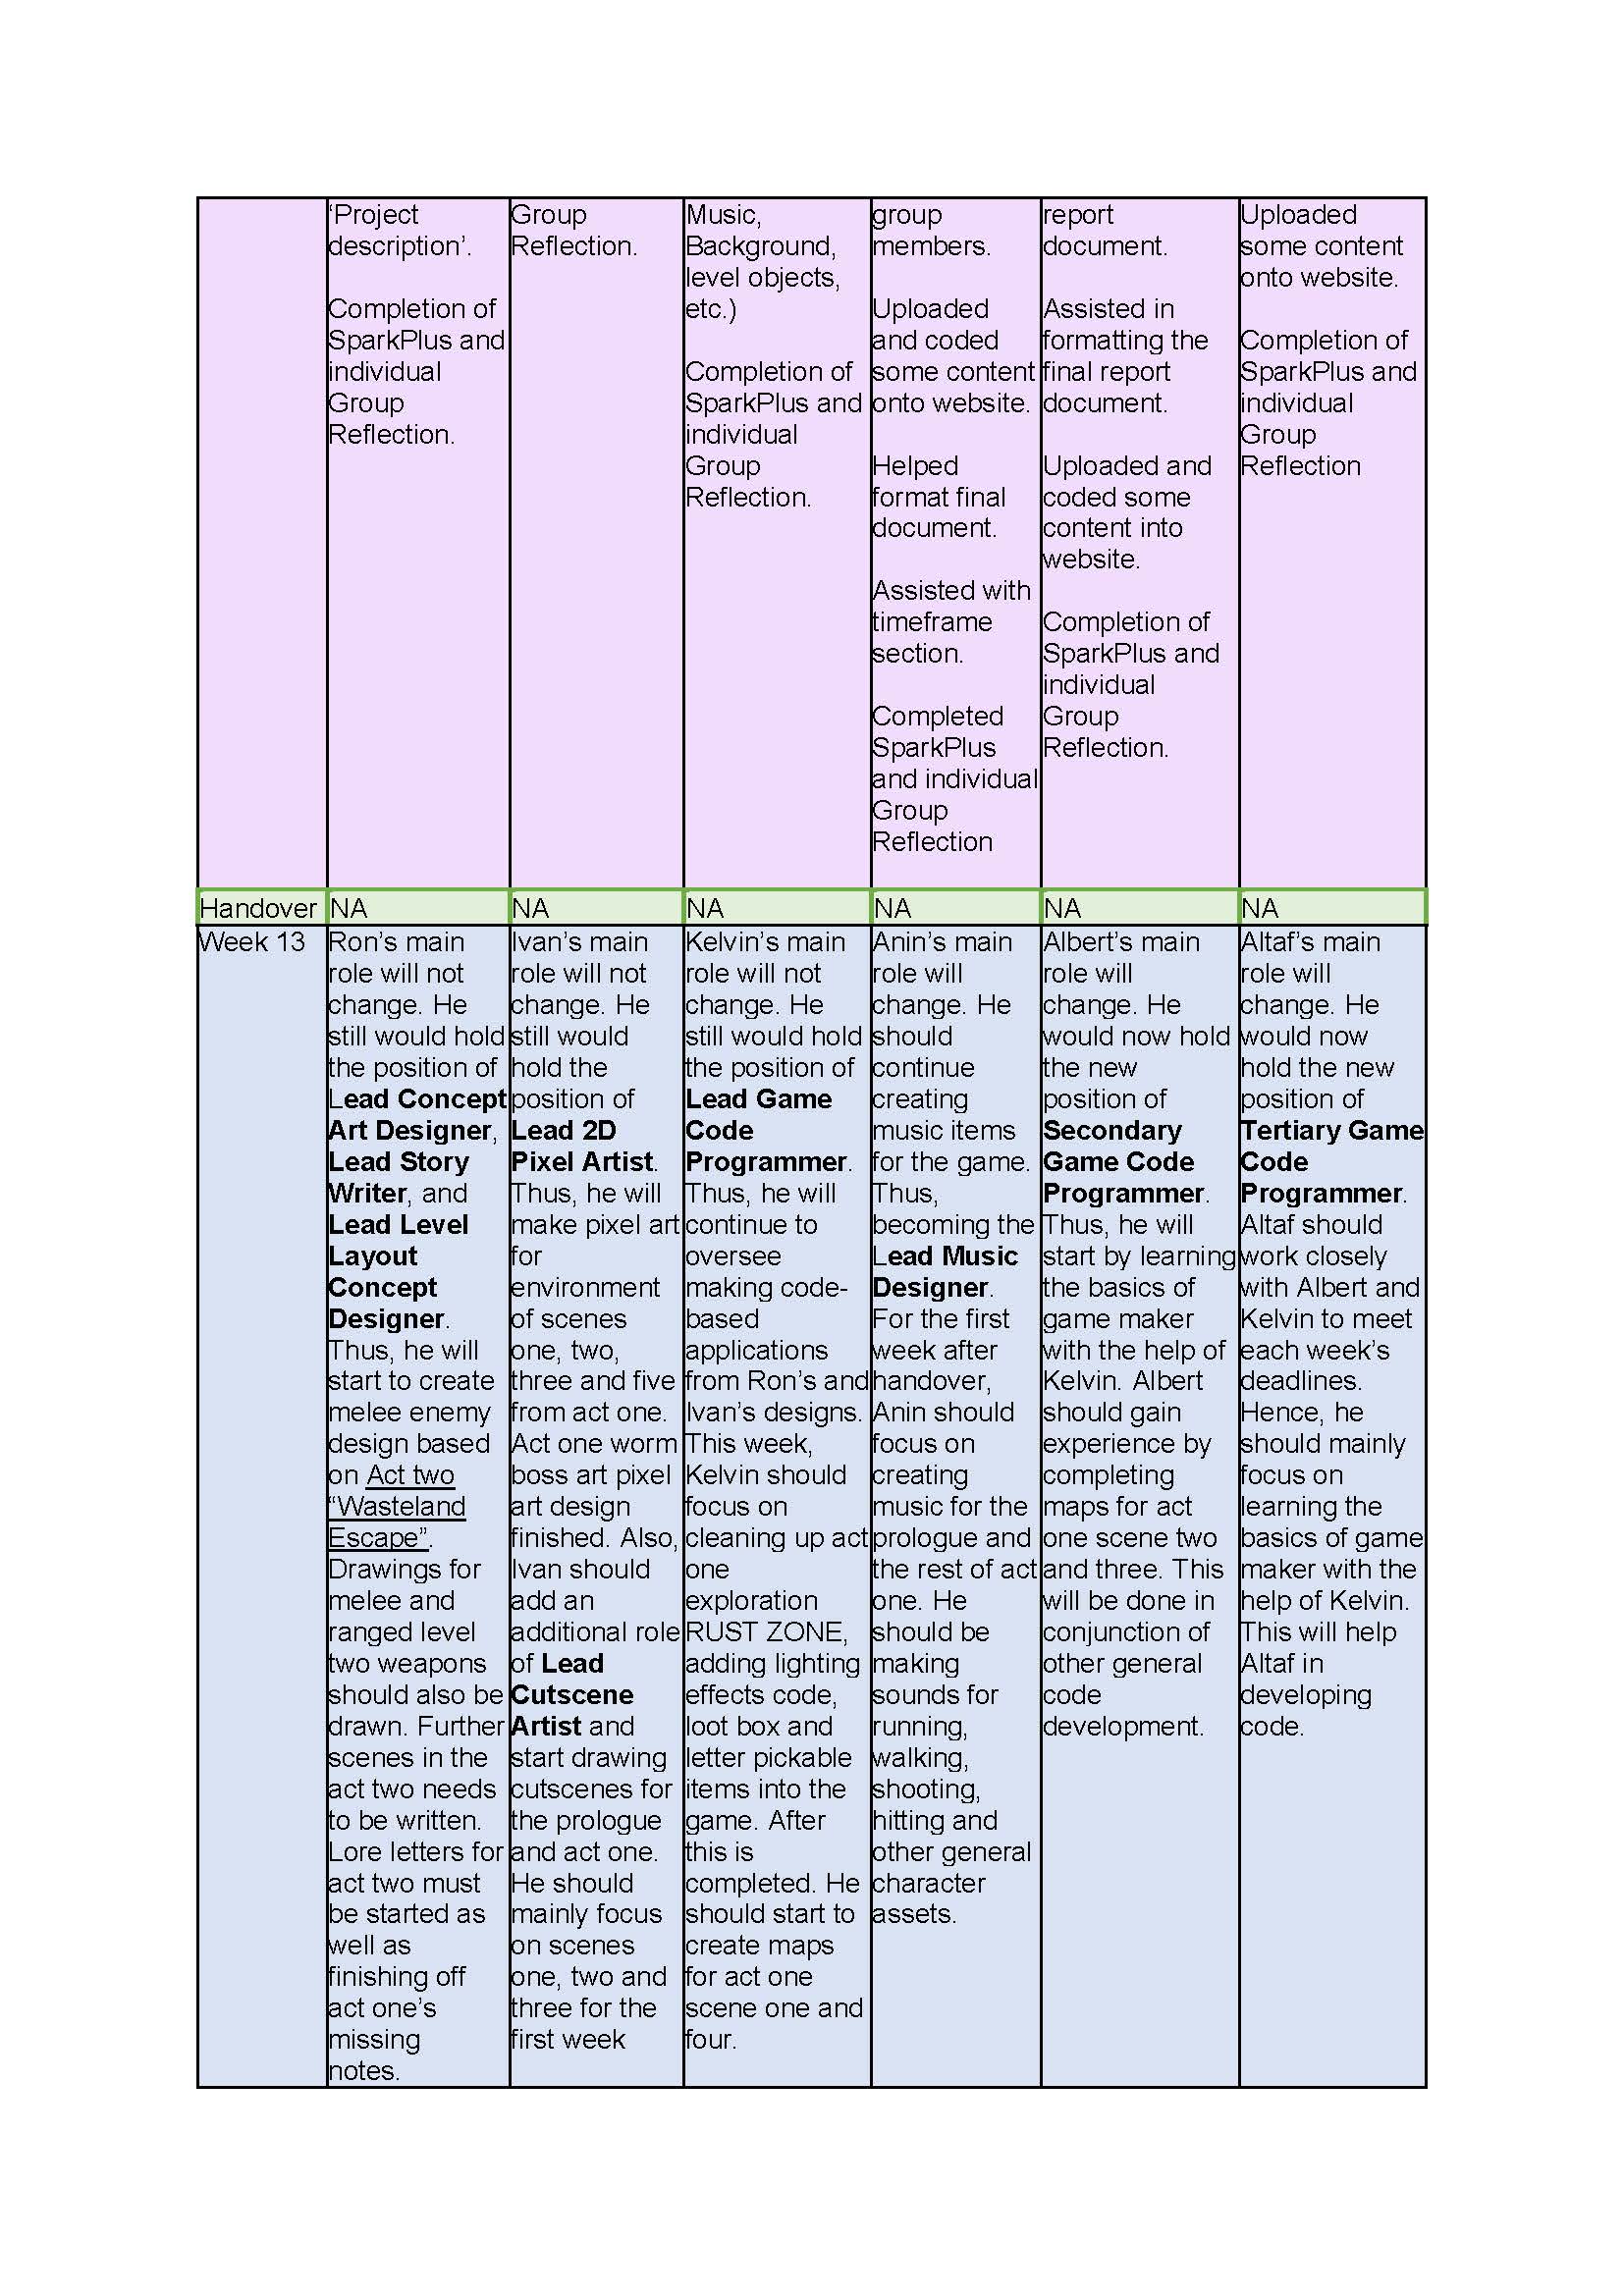 ‘Project
description’.

Completion of
SparkPlus and
individual
Group
Reflection.
Group
Reflection.
Music,
Background,
level objects,
etc.)

Completion of
SparkPlus and
individual
Group
Reflection.
group
members.

Uploaded
and coded
some content
onto website.

Helped
format final
document.

Assisted with
timeframe
section.

Completed
SparkPlus
and individual
Group
Reflection
report
document.

Assisted in
formatting the
final report
document.

Uploaded and
coded some
content into
website.

Completion of
SparkPlus and
individual
Group
Reflection.
Uploaded
some content
onto website.

Completion of
SparkPlus and
individual
Group
Reflection
Handover
NA
NA
NA
NA
NA
NA
Week 13
Ron’s main
role will not
change. He
still would hold
the position of
Lead Concept
Art Designer,
Lead Story
Writer, and
Lead Level
Layout
Concept
Designer.
Thus, he will
start to create
melee enemy
design based
on Act two
“Wasteland
Escape”.
Drawings for
melee and
ranged level
two weapons
should also be
drawn. Further
scenes in the
act two needs
to be written.
Lore letters for
act two must
be started as
well as
finishing off
act one’s
missing
notes.
Ivan’s main
role will not
change. He
still would
hold the
position of
Lead 2D
Pixel Artist.
Thus, he will
make pixel art
for
environment
of scenes
one, two,
three and five
from act one.
Act one worm
boss art pixel
art design
finished. Also,
Ivan should
add an
additional role
of Lead
Cutscene
Artist and
start drawing
cutscenes for
the prologue
and act one.
He should
mainly focus
on scenes
one, two and
three for the
first week
Kelvin’s main
role will not
change. He
still would hold
the position of
Lead Game
Code
Programmer.
Thus, he will
continue to
oversee
making code-
based
applications
from Ron’s and
Ivan’s designs.
This week,
Kelvin should
focus on
cleaning up act
one
exploration
RUST ZONE,
adding lighting
effects code,
loot box and
letter pickable
items into the
game. After
this is
completed. He
should start to
create maps
for act one
scene one and
four.
Anin’s main
role will
change. He
should
continue
creating
music items
for the game.
Thus,
becoming the
Lead Music
Designer.
For the first
week after
handover,
Anin should
focus on
creating
music for the
prologue and
the rest of act
one. He
should be
making
sounds for
running,
walking,
shooting,
hitting and
other general
character
assets.
Albert’s main
role will
change. He
would now hold
the new
position of
Secondary
Game Code
Programmer.
Thus, he will
start by learning
the basics of
game maker
with the help of
Kelvin. Albert
should gain
experience by
completing
maps for act
one scene two
and three. This
will be done in
conjunction of
other general
code
development.
Altaf’s main
role will
change. He
would now
hold the new
position of
Tertiary Game
Code
Programmer.
Altaf should
work closely
with Albert and
Kelvin to meet
each week’s
deadlines.
Hence, he
should mainly
focus on
learning the
basics of game
maker with the
help of Kelvin.
This will help
Altaf in
developing
code.